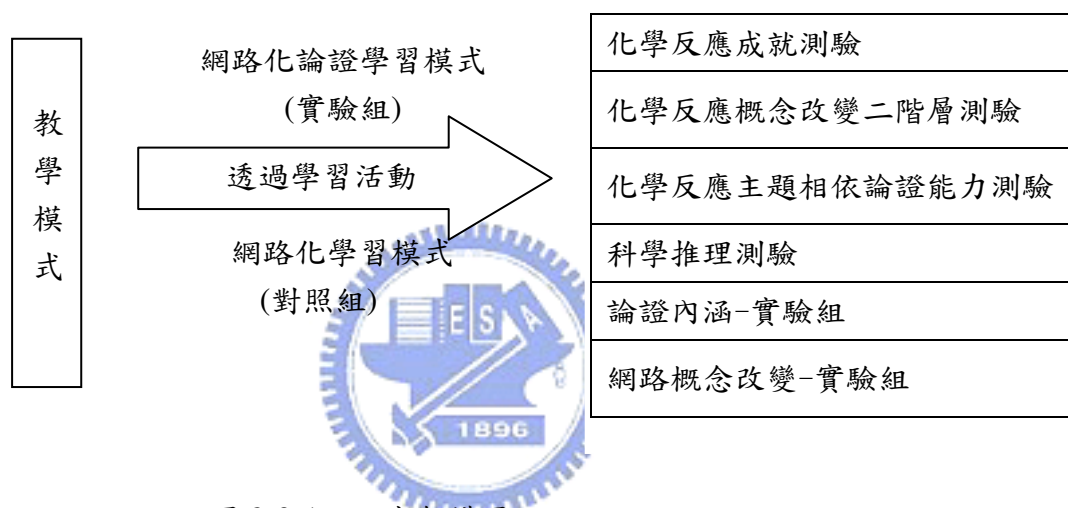 教學模式
網路化論證學習模式
(實驗組)
透過學習活動
網路化學習模式
(對照組)
化學反應成就測驗
化學反應概念改變二階層測驗
化學反應主題相依論證能力測驗
科學推理測驗
論證內涵-實驗組
網路概念改變-實驗組
E S A
1896